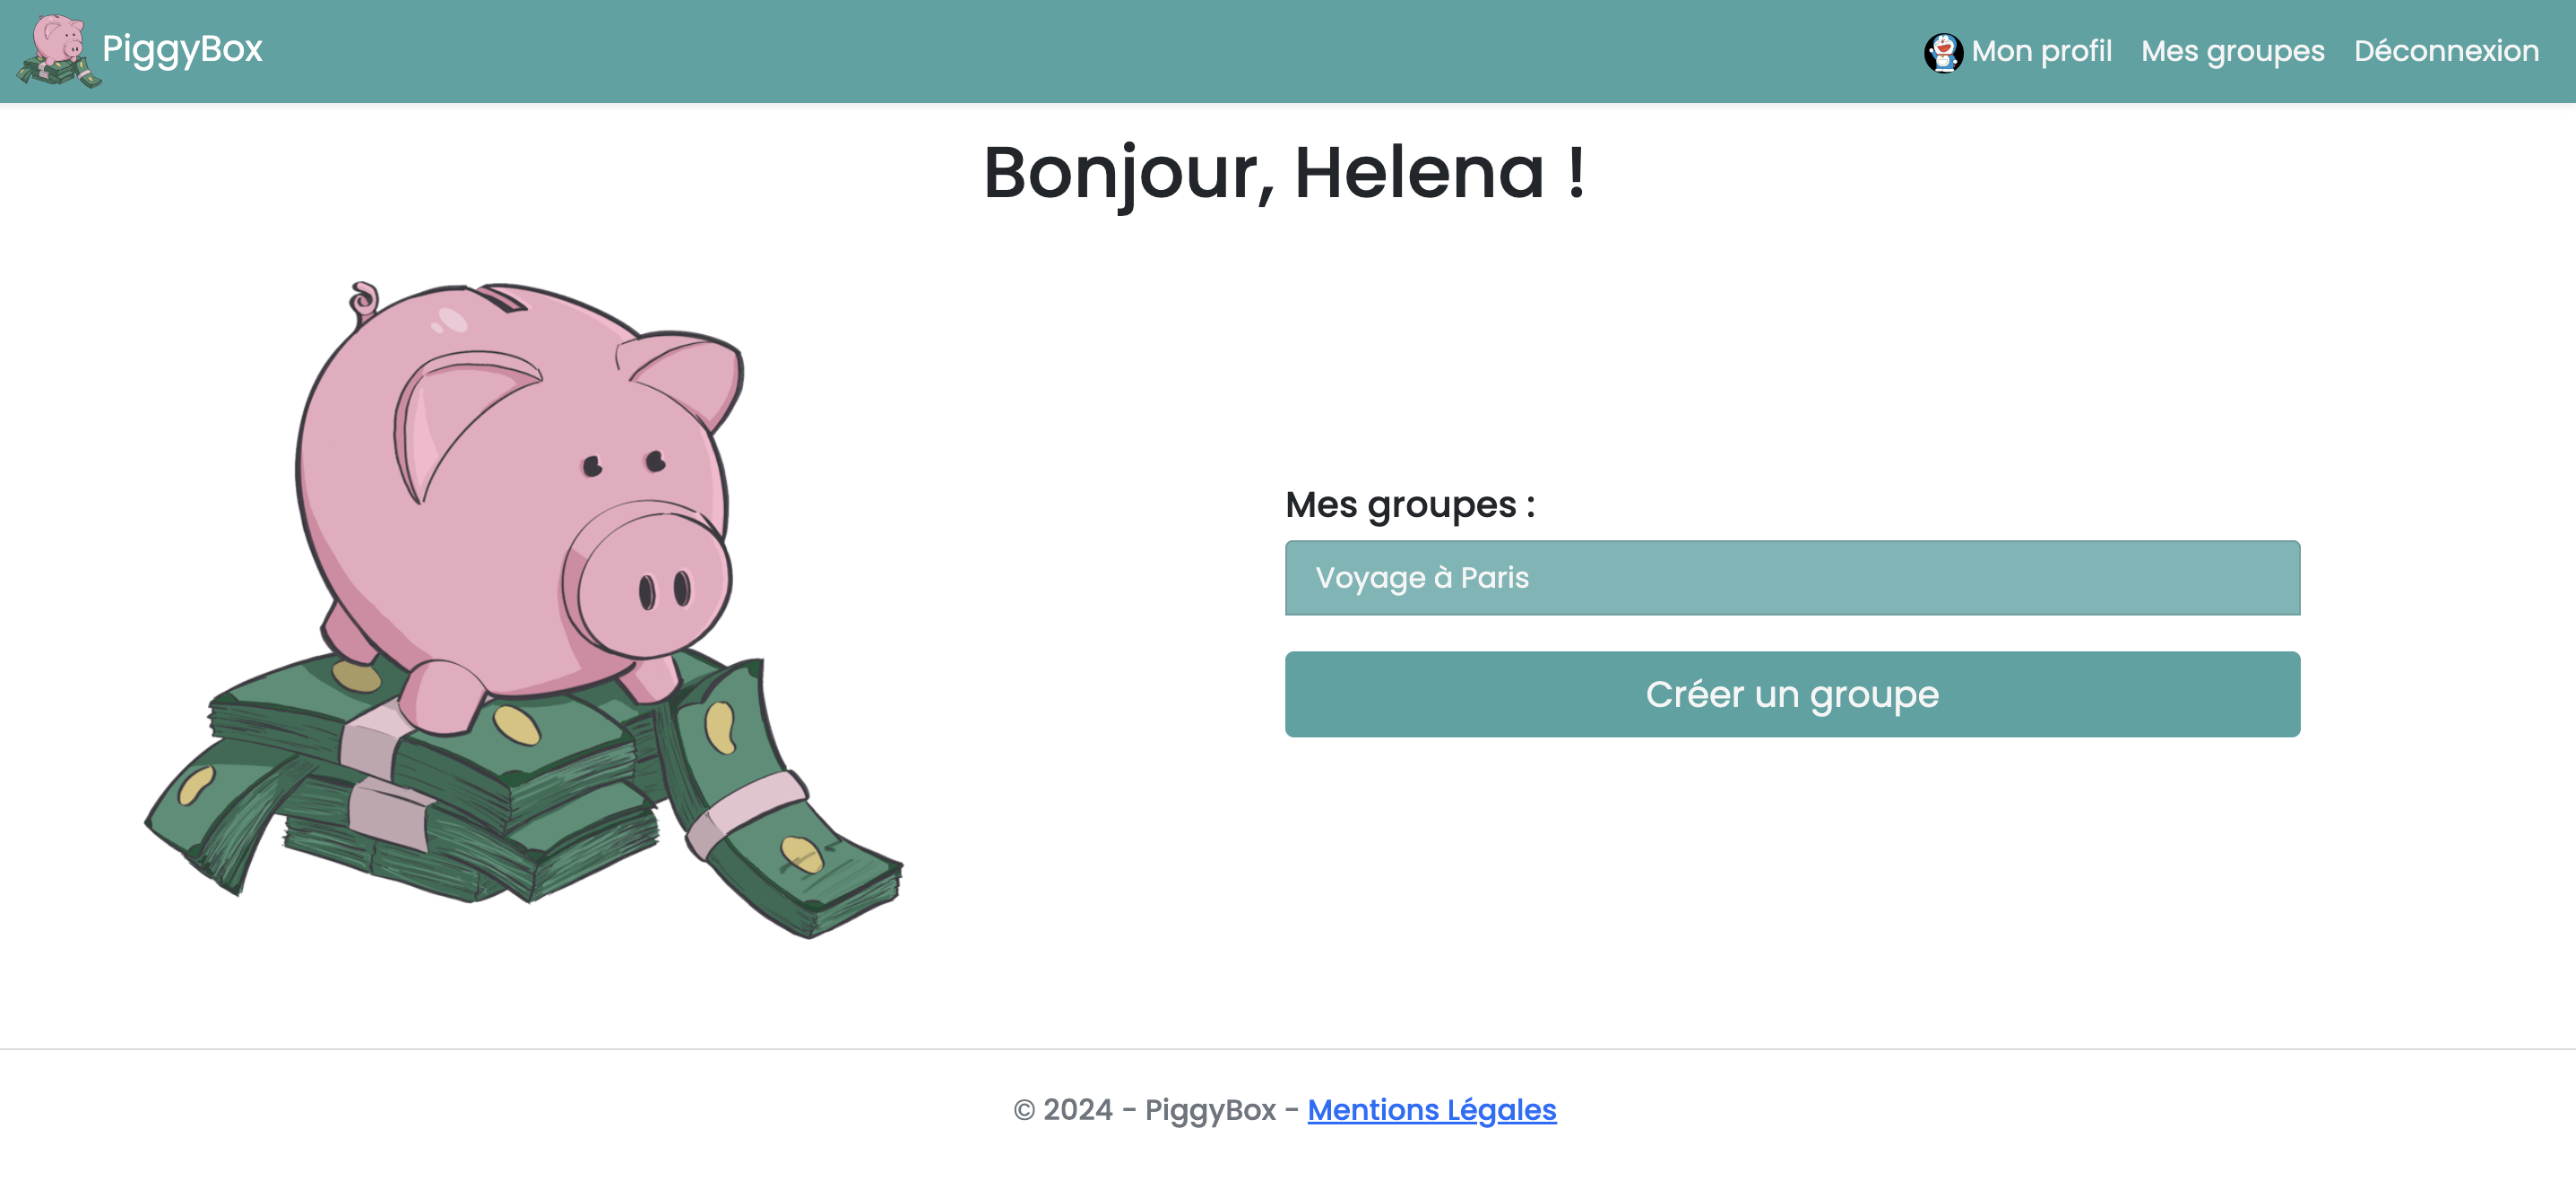 PiggyBox
Mon profil Mes groupes Déconnexion
Bonjour, Helena !
Mes groupes :
Voyage à Paris
Créer un groupe
© 2024 - PiggyBox - Mentions Légales